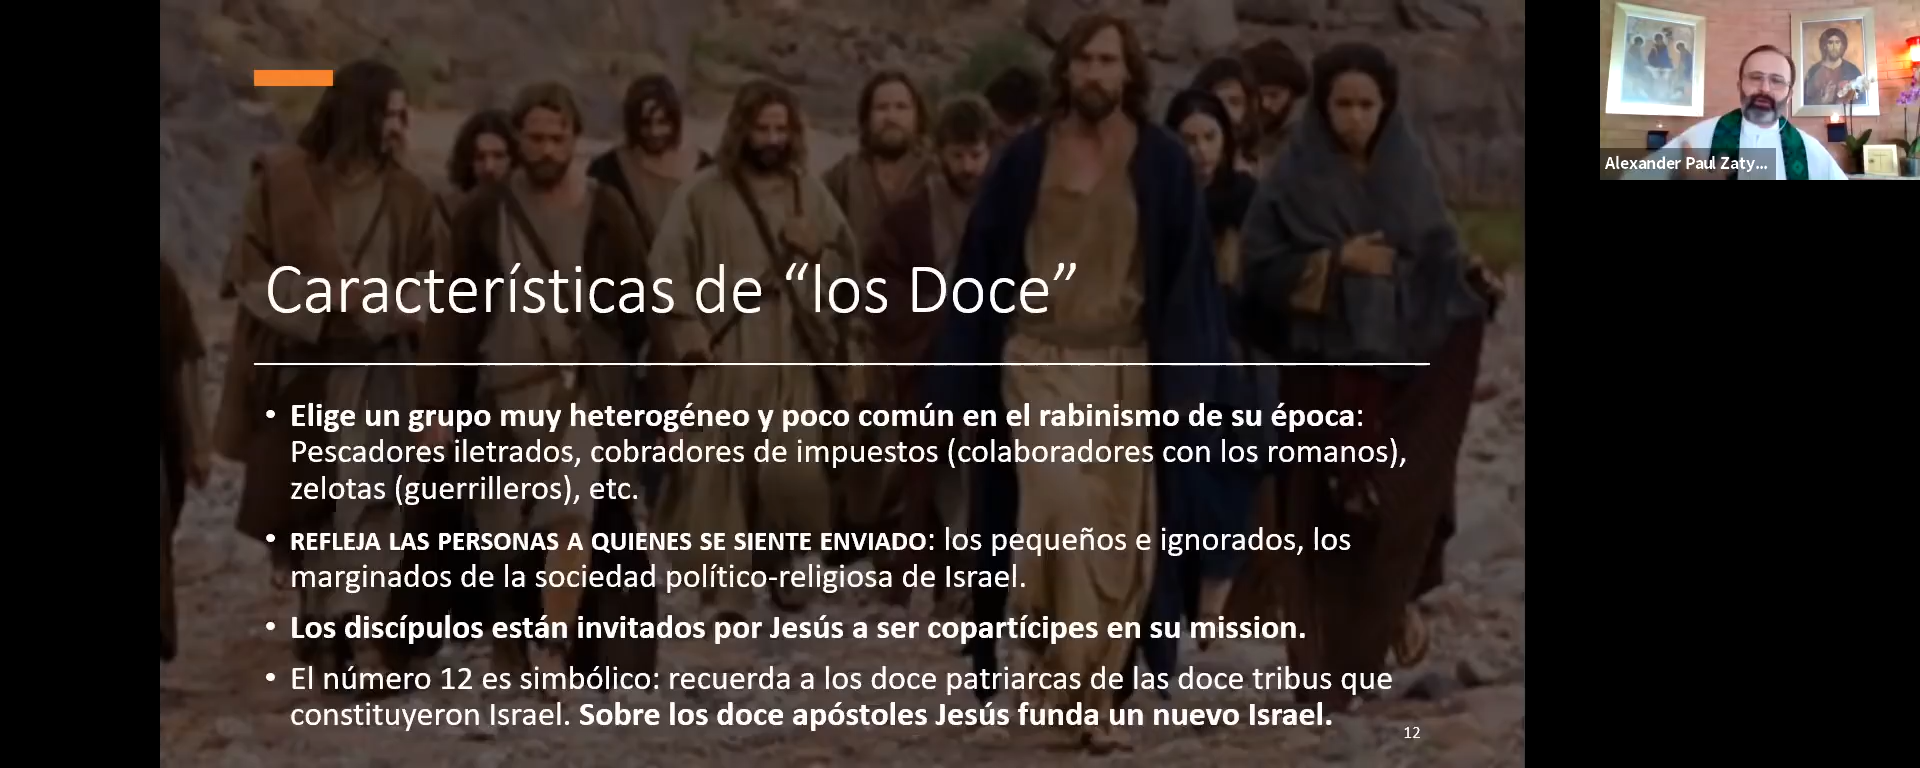 Características de “los Doce”
• Elige un grupo muy heterogéneo y poco común en el rabinismo de su época:
Pescadores iletrados, cobradores de impuestos (colaboradores con los romanos),
zelotas (guerrilleros), etc.
• REFLEJA LAS PERSONAS A QUIENES SE SIENTE ENVIADO: los pequeños e ignorados, los
marginados de la sociedad político-religiosa de Israel.
• Los discípulos están invitados por Jesús a ser copartícipes en su mission.
• El número 12 es simbólico: recuerda a los doce patriarcas de las doce tribus que
constituyeron Israel. Sobre los doce apóstoles Jesús funda un nuevo Israel.
12
Alexander Paul Zaty...